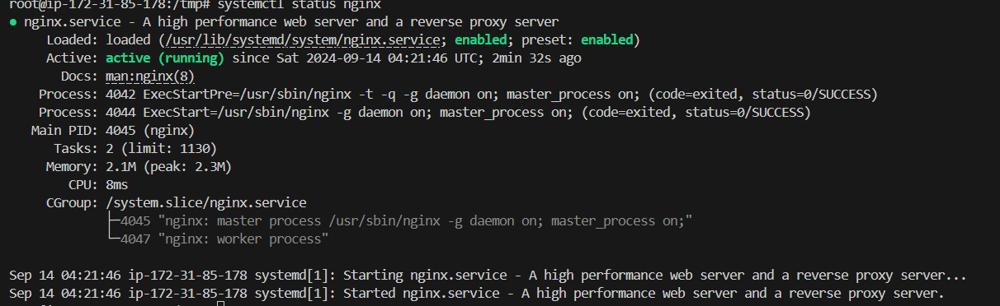 root@ip-172-31-85-178:/tmp# systemctl status nginx
● nginx.service - A high performance web server and a reverse proxy server
Loaded: loaded (/usr/lib/systemd/system/nginx.service; enabled; preset: enabled)
Active: active (running) since Sat 2024-09-14 04:21:46 UTC; 2min 32s ago
Docs: man:nginx(8)
Process: 4042 ExecStartPre=/usr/sbin/nginx -t -q -g daemon on; master_process on; (code=exited, status=0/SUCCESS)
Process: 4044 ExecStart=/usr/sbin/nginx -g daemon on; master_process on; (code=exited, status=0/SUCCESS)
Main PID: 4045 (nginx)
Tasks: 2 (limit: 1130)
Memory: 2.1M (peak: 2.3M)
CPU: 8ms
CGroup: /system.slice/nginx.service
├─4045 "nginx: master process /usr/sbin/nginx -g daemon on; master_process on;"
└─4047 "nginx: worker process"
Sep 14 04:21:46 ip-172-31-85-178 systemd[1]: Starting nginx.service - A high performance web server and a reverse proxy server...
Sep 14 04:21:46 ip-172-31-85-178 systemd[1]: Started nginx.service - A high performance web server and a reverse proxy server.